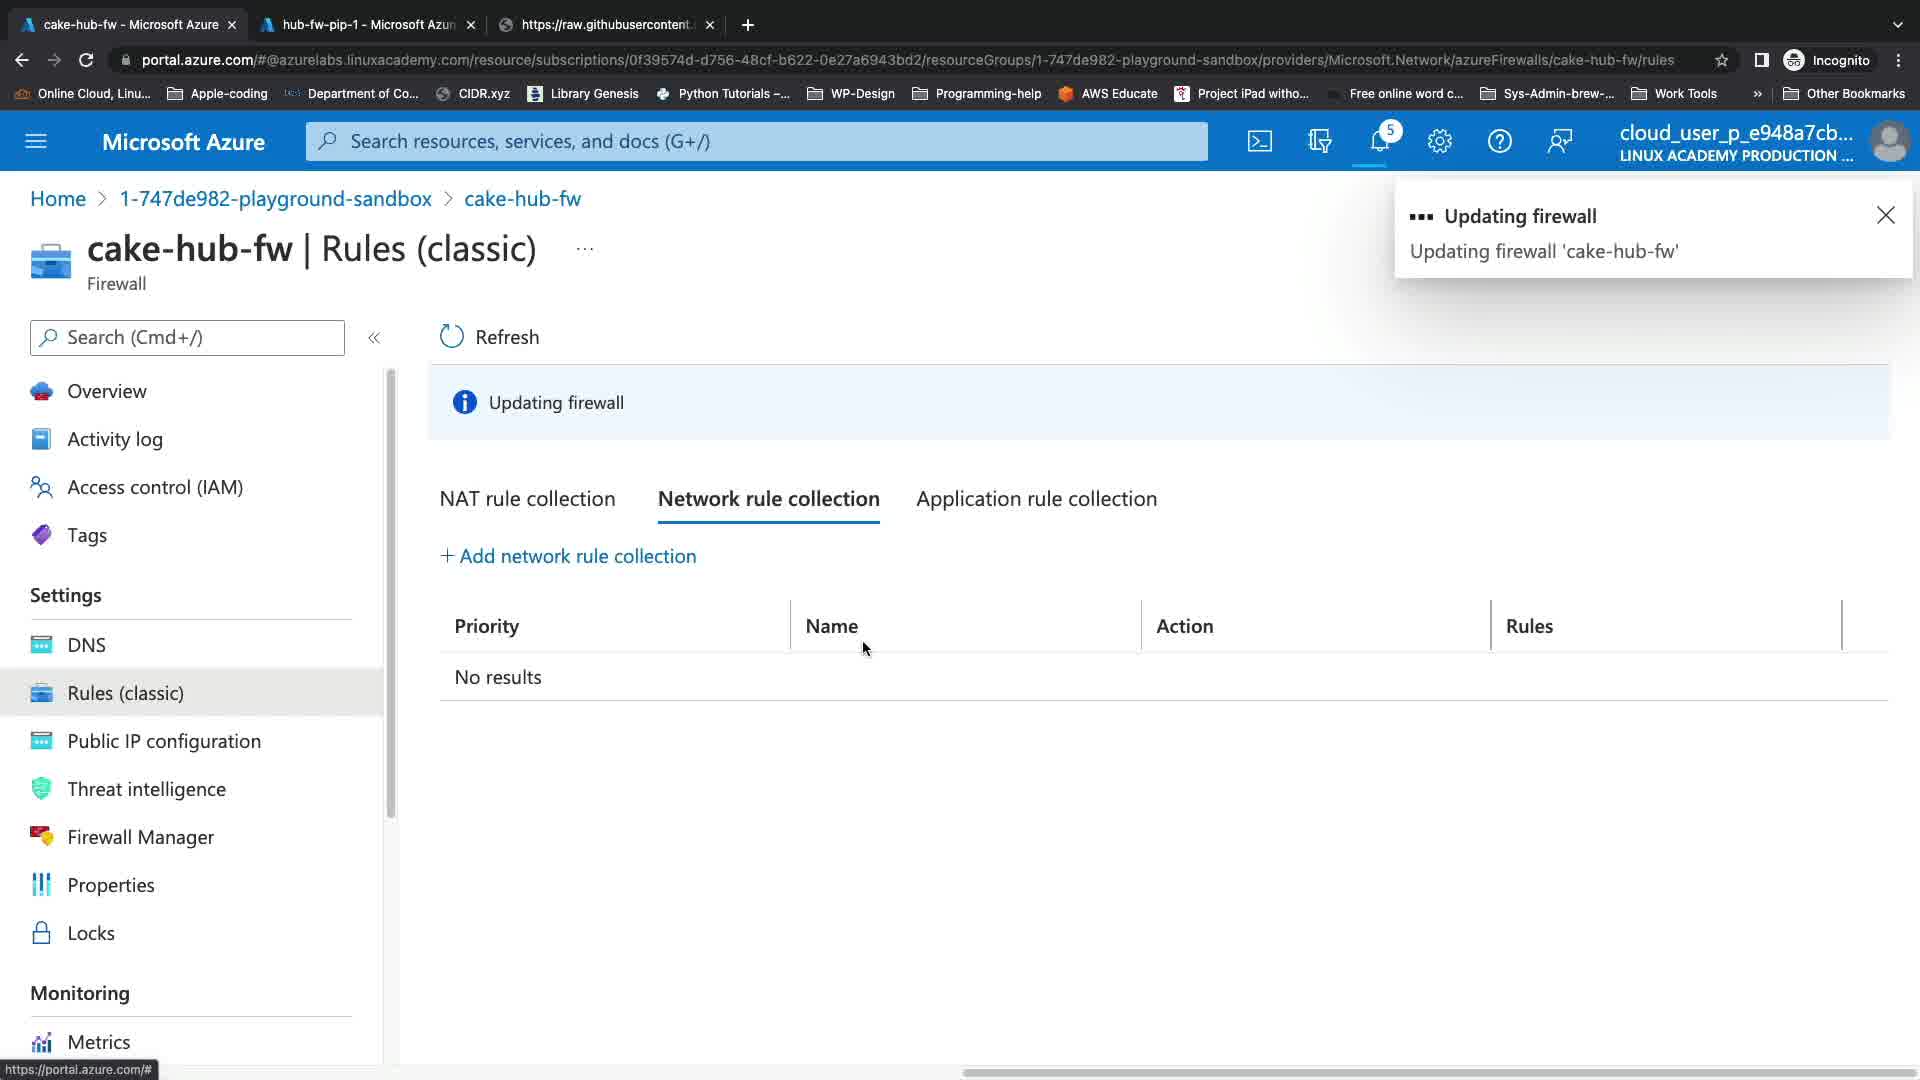 cake-hub-fw - Microsoft Azure
hub-fw-pip-1 - Microsoft Azur
https://raw.githubusercontent.
portal.azure.com/#@azurelabs.linuxacademy.com/resource/subscriptions/0f39574d-d756-48cf-b622-0e27a6943bd2/resourceGroups/1-747de982-playground-sandbox/providers/Microsoft.Network/azureFirewalls/cake-hub-fw/rules
Incognito
Online Cloud, Linu...
Apple-coding
Department of Co...
CIDR.xyz
Library Genesis
Python Tutorials –...
WP-Design
Programming-help
AWS Educate
Project iPad witho...
Free online word c...
Sys-Admin-brew-...
Work Tools
»
Other Bookmarks
Microsoft Azure
Search resources, services, and docs (G+/)
5
cloud_user_p_e948a7cb...
LINUX ACADEMY PRODUCTION ...
Home > 1-747de982-playground-sandbox > cake-hub-fw
cake-hub-fw | Rules (classic) ...
Firewall
Updating firewall
Updating firewall 'cake-hub-fw'
Search (Cmd+/)
«
Refresh
Overview
Activity log
Access control (IAM)
Tags
Settings
DNS
Rules (classic)
Public IP configuration
Threat intelligence
Firewall Manager
Properties
Locks
Monitoring
Metrics
Updating firewall
NAT rule collection
Network rule collection
Application rule collection
+ Add network rule collection
Priority
Name
Action
Rules
No results
https://portal.azure.com/#